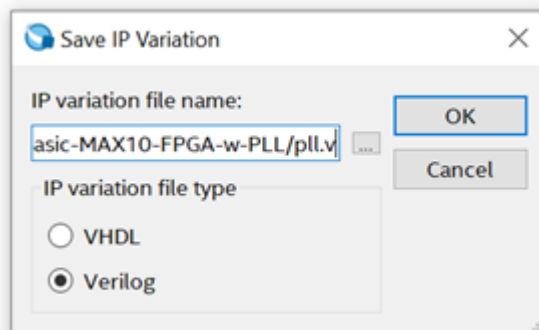 Save IP Variation
IP variation file name:
asic-MAX10-FPGA-w-PLL/pll.v
...
OK
Cancel
IP variation file type
VHDL
Verilog